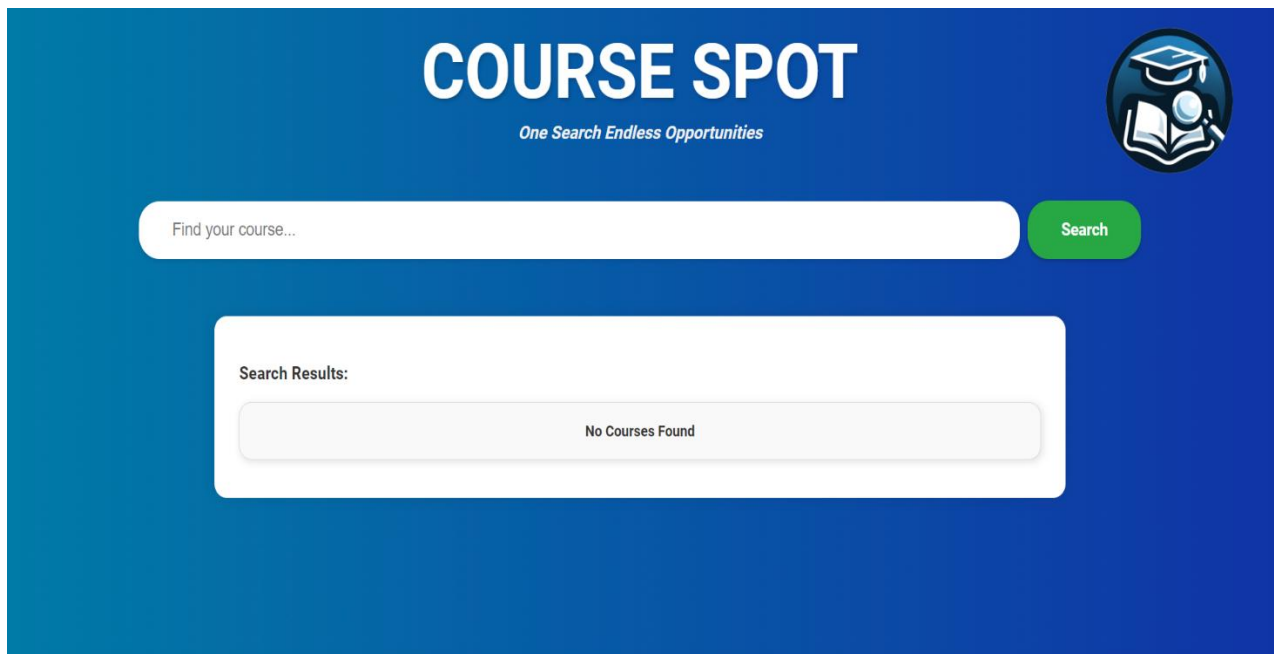 COURSE SPOT
One Search Endless Opportunities
Find your course...
Search
Search Results:
No Courses Found